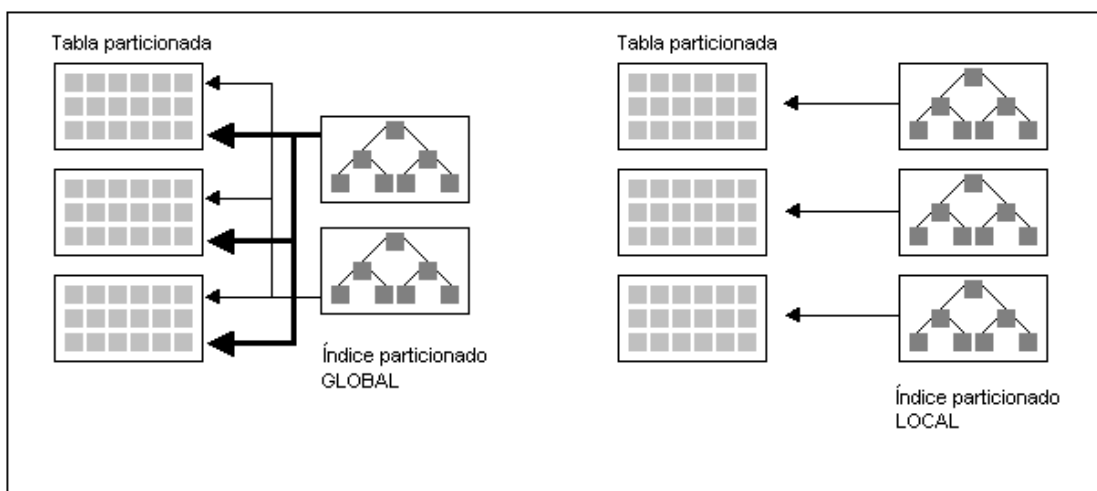 Tabla particionada
Índice particionado
GLOBAL
Tabla particionada
Índice particionado
LOCAL